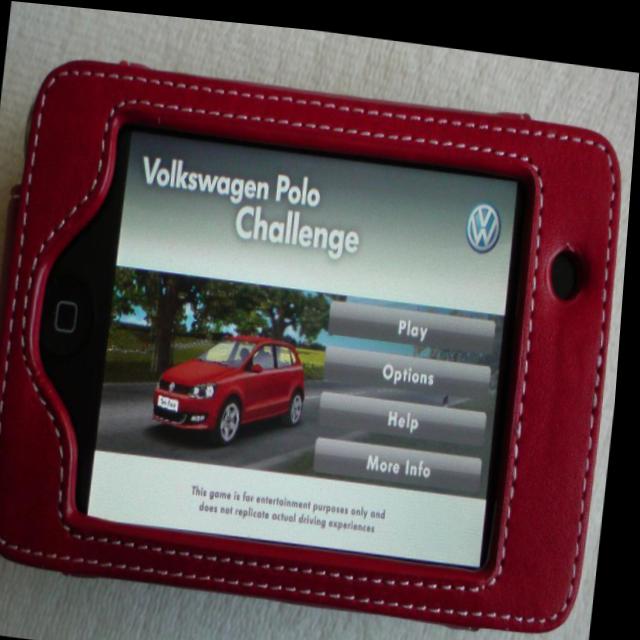 Volkswagen Polo
Challenge
Play
Options
Help
More Info
This game is for entertainment purposes only and
does not replicate actual driving experiences